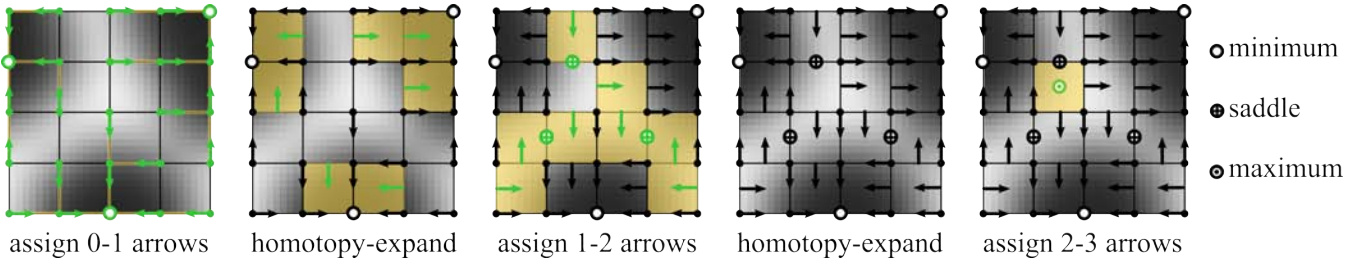 minimum
saddle
maximum
assign 0-1 arrows
homotopy-expand
assign 1-2 arrows
homotopy-expand
assign 2-3 arrows